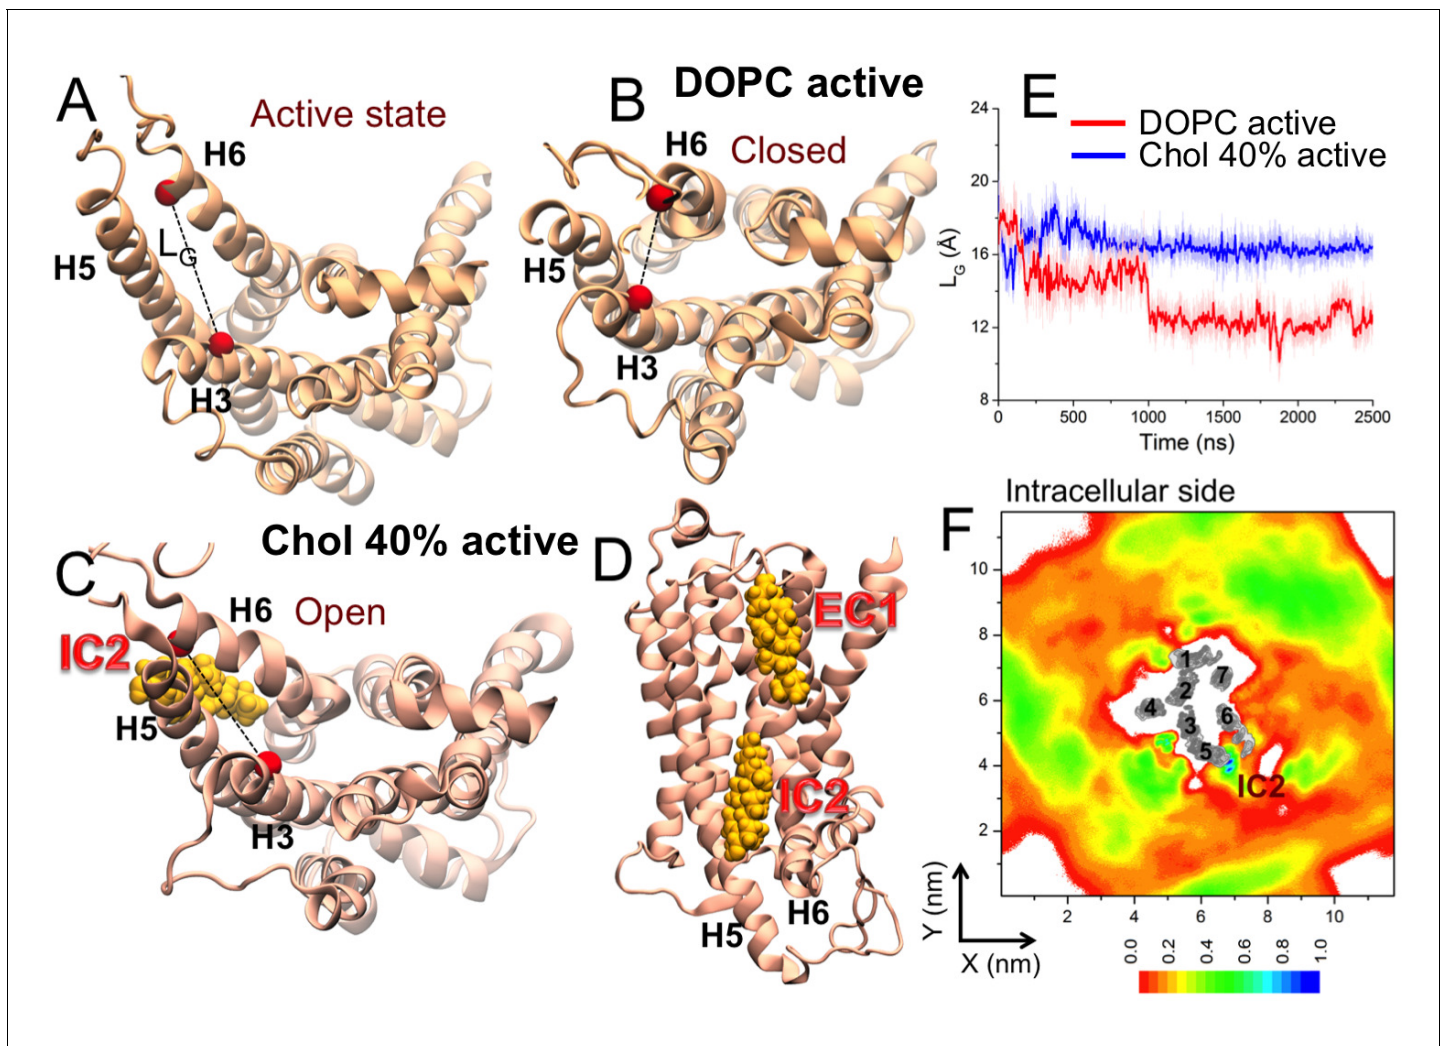 A
Active state
H6
L_G
H5
H3
DOPC active
B
H6
Closed
H5
H3
E
DOPC active
Chol 40% active
24
20
16
12
8
L_G (Å)
0
500
1000
1500
2000
2500
Time (ns)
Chol 40% active
C
H6
Open
IC2
H5
H3
D
EC1
IC2
H6
H5
Intracellular side
F
10
8
6
4
2
1
7
2
4
6
3
5
IC2
2
4
6
8
10
Y (nm)
X (nm)
0.0
0.2
0.4
0.6
0.8
1.0